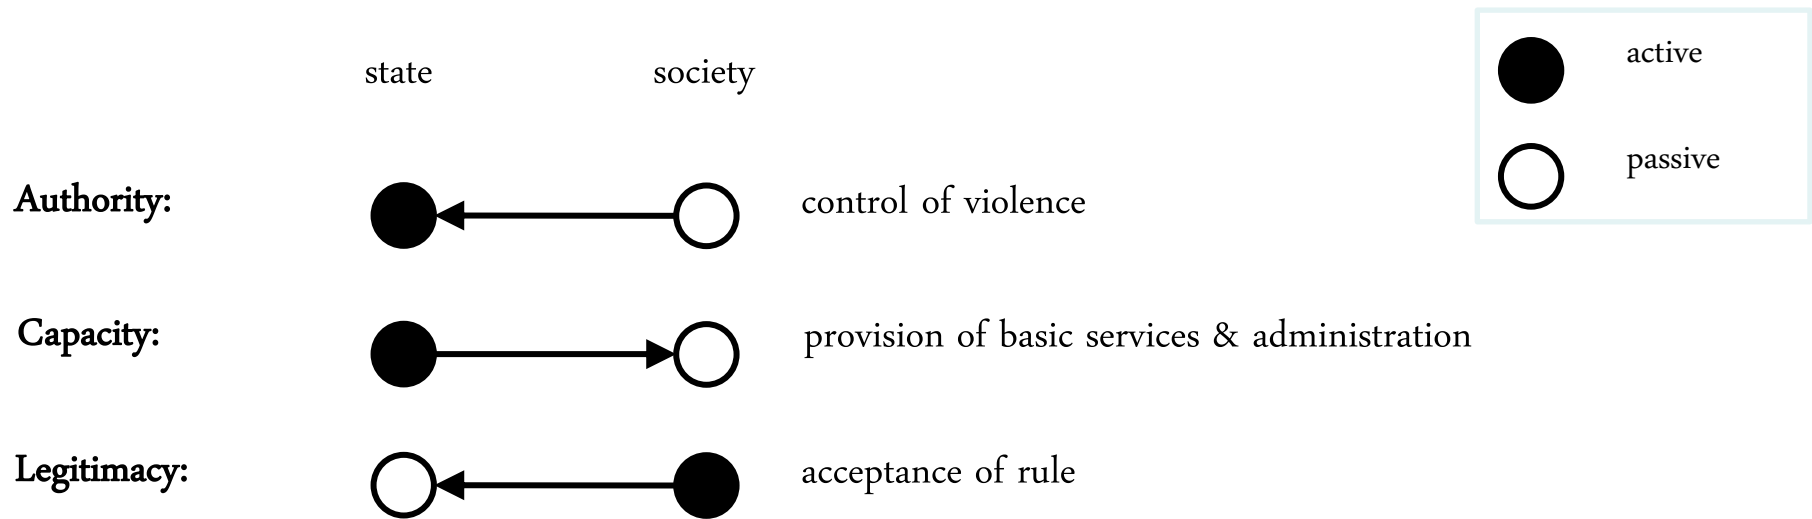 state
society
Authority:
control of violence
Capacity:
provision of basic services & administration
Legitimacy:
acceptance of rule
active
passive